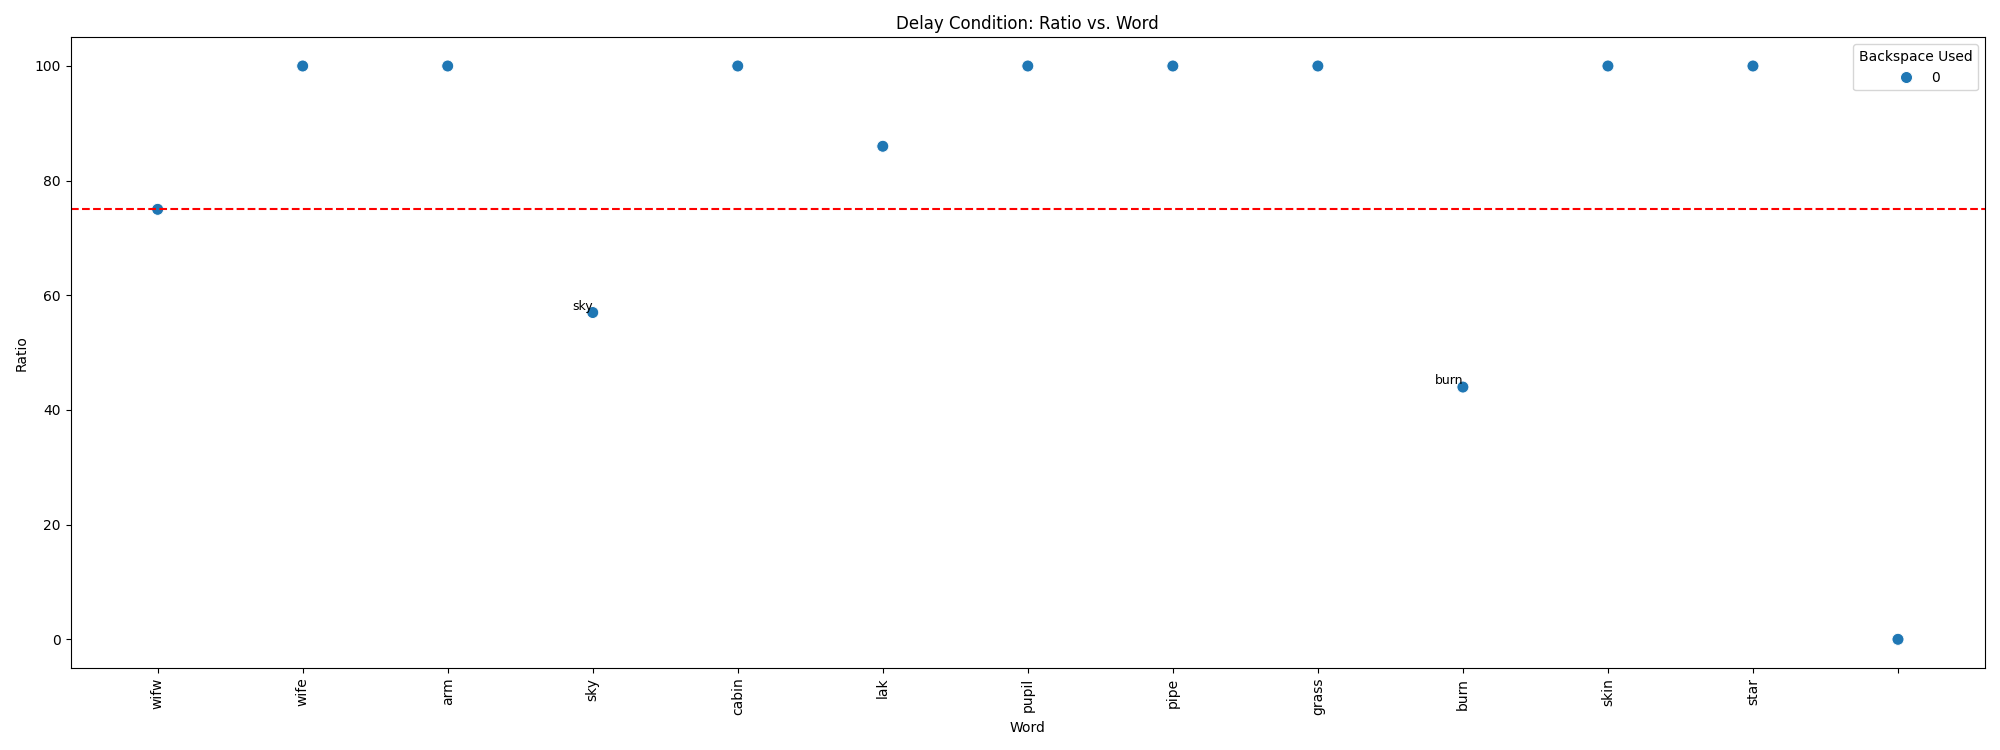 Delay Condition: Ratio vs. Word
Backspace Used
0
100
80
60
40
20
0
Ratio
sky
burn
wifw
wife
arm
sky
cabin
lak
pupil
pipe
grass
burn
skin
star
Word